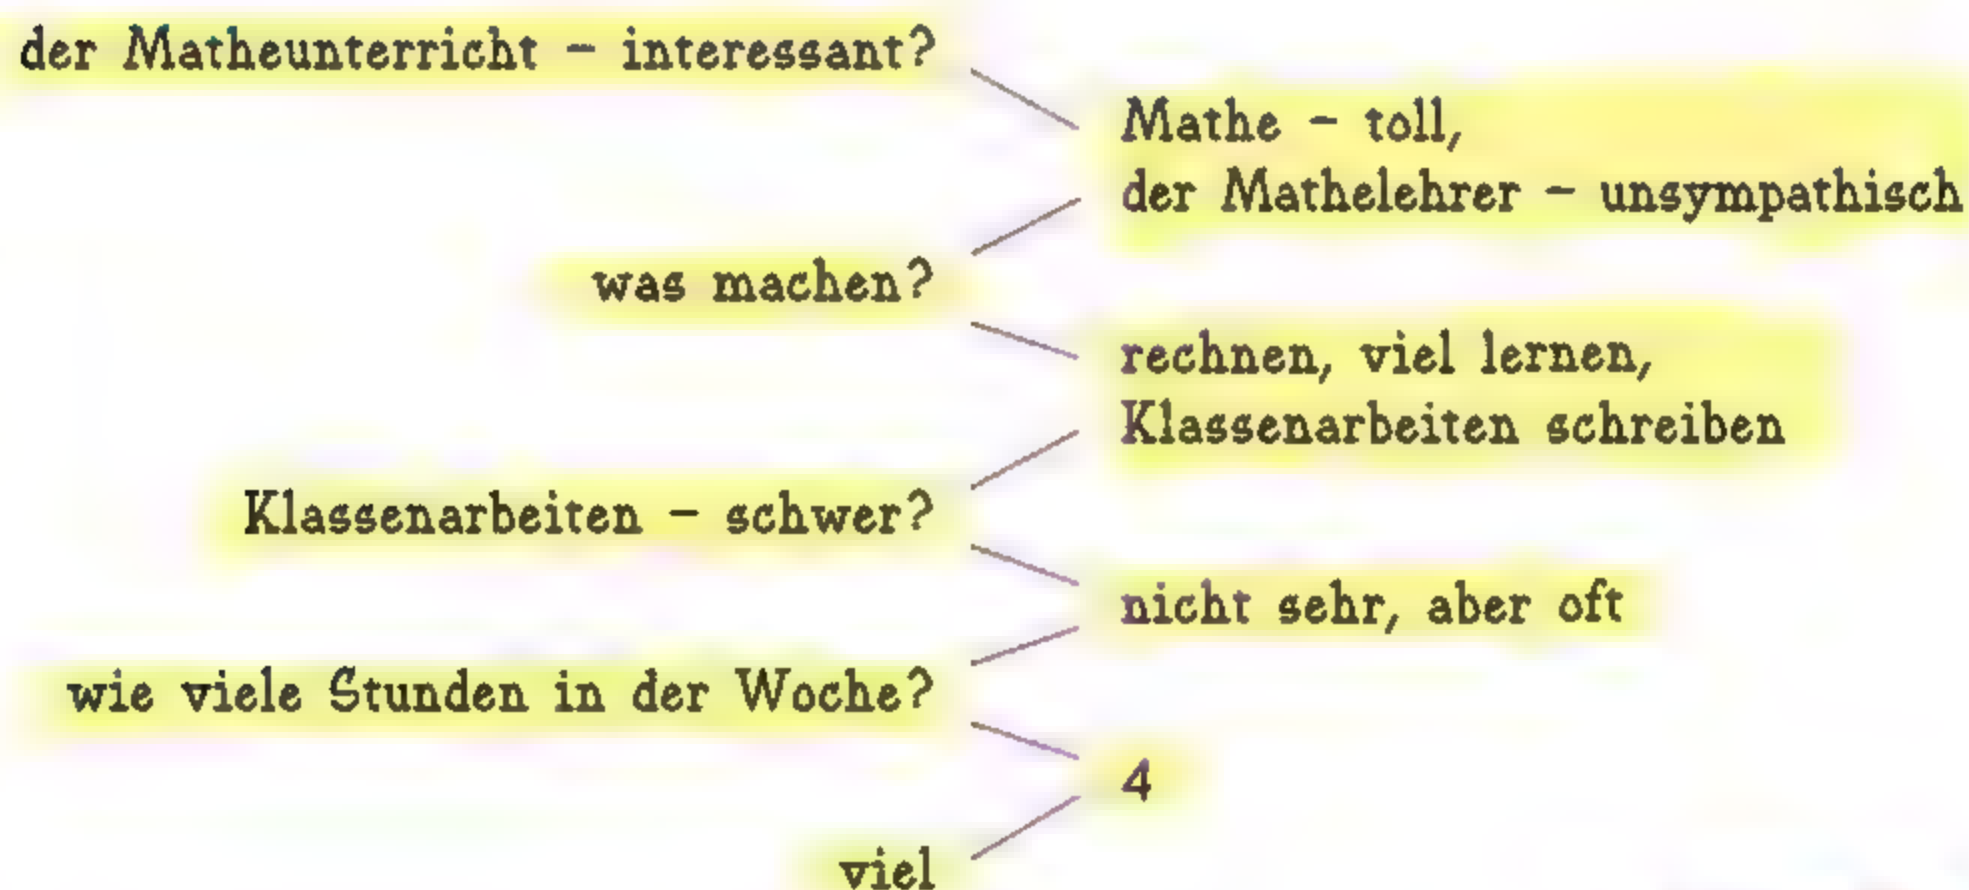 der Matheunterricht – interessant?
Mathe – toll,
der Mathelehrer – unsympathisch
was machen?
rechnen, viel lernen,
Klassenarbeiten schreiben
Klassenarbeiten – schwer?
nicht sehr, aber oft
wie viele Stunden in der Woche?
4
viel